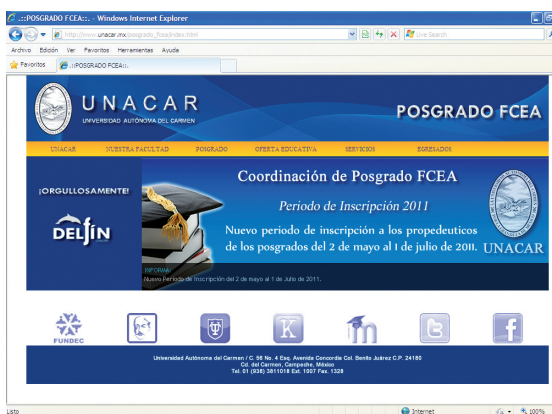 .::POSGRADO FCEA::. - Windows Internet Explorer
http://www.unacar.mx/posgrado_fcea/index.html
Live Search
Archivo Edición Ver Favoritos Herramientas Ayuda
Favoritos .::POSGRADO FCEA::.
UNACAR
UNIVERSIDAD AUTÓNOMA DEL CARMEN
POSGRADO FCEA
UNACAR NUESTRA FACULTAD POSGRADO OFERTA EDUCATIVA SERVICIOS EGRESADOS
¡ORGULLOSAMENTE!
DELFÍN
Coordinación de Posgrado FCEA
Periodo de Inscripción 2011
Nuevo periodo de inscripción a los propedeuticos
de los posgrados del 2 de mayo al 1 de julio de 2011.
UNACAR
INFORMA:
Nuevo Periodo de Inscripción del 2 de mayo al 1 de Julio de 2011.
FUNDEC
K
m
t
f
Universidad Autónoma del Carmen / C. 56 No. 4 Esq. Avenida Concordia Col. Benito Juárez C.P. 24180
Cd. del Carmen, Campeche, México
Tel. 01 (938) 3811018 Ext. 1007 Fax. 1328
Listo
Internet
100%